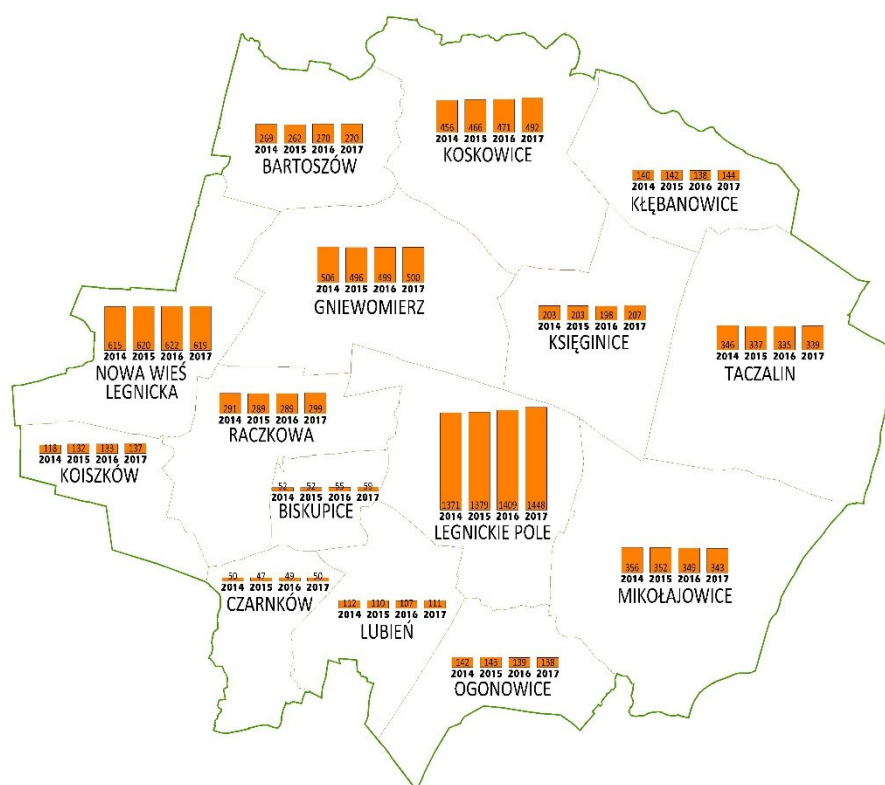 456 466 471 492
2014 2015 2016 2017
KOSKOWICE
269 262 270 270
2014 2015 2016 2017
BARTOSZÓW
140 142 138 144
2014 2015 2016 2017
KŁĘBANOWICE
506 496 499 500
2014 2015 2016 2017
GNIEWOMIERZ
203 203 198 207
2014 2015 2016 2017
KSIĘGINICE
615 620 622 619
2014 2015 2016 2017
NOWA WIEŚ
LEGNICKA
346 337 335 339
2014 2015 2016 2017
TACZALIN
291 289 289 299
2014 2015 2016 2017
RACZKOWA
118 132 133 137
2014 2015 2016 2017
KOISZKÓW
52 52 55 59
2014 2015 2016 2017
BISKUPICE
1371 1379 1409 1448
2014 2015 2016 2017
LEGNICKIE POLE
356 352 349 343
2014 2015 2016 2017
MIKOŁAJOWICE
50 47 49 50
2014 2015 2016 2017
CZARNKÓW
112 110 107 111
2014 2015 2016 2017
LUBIEŃ
142 143 139 138
2014 2015 2016 2017
OGONOWICE